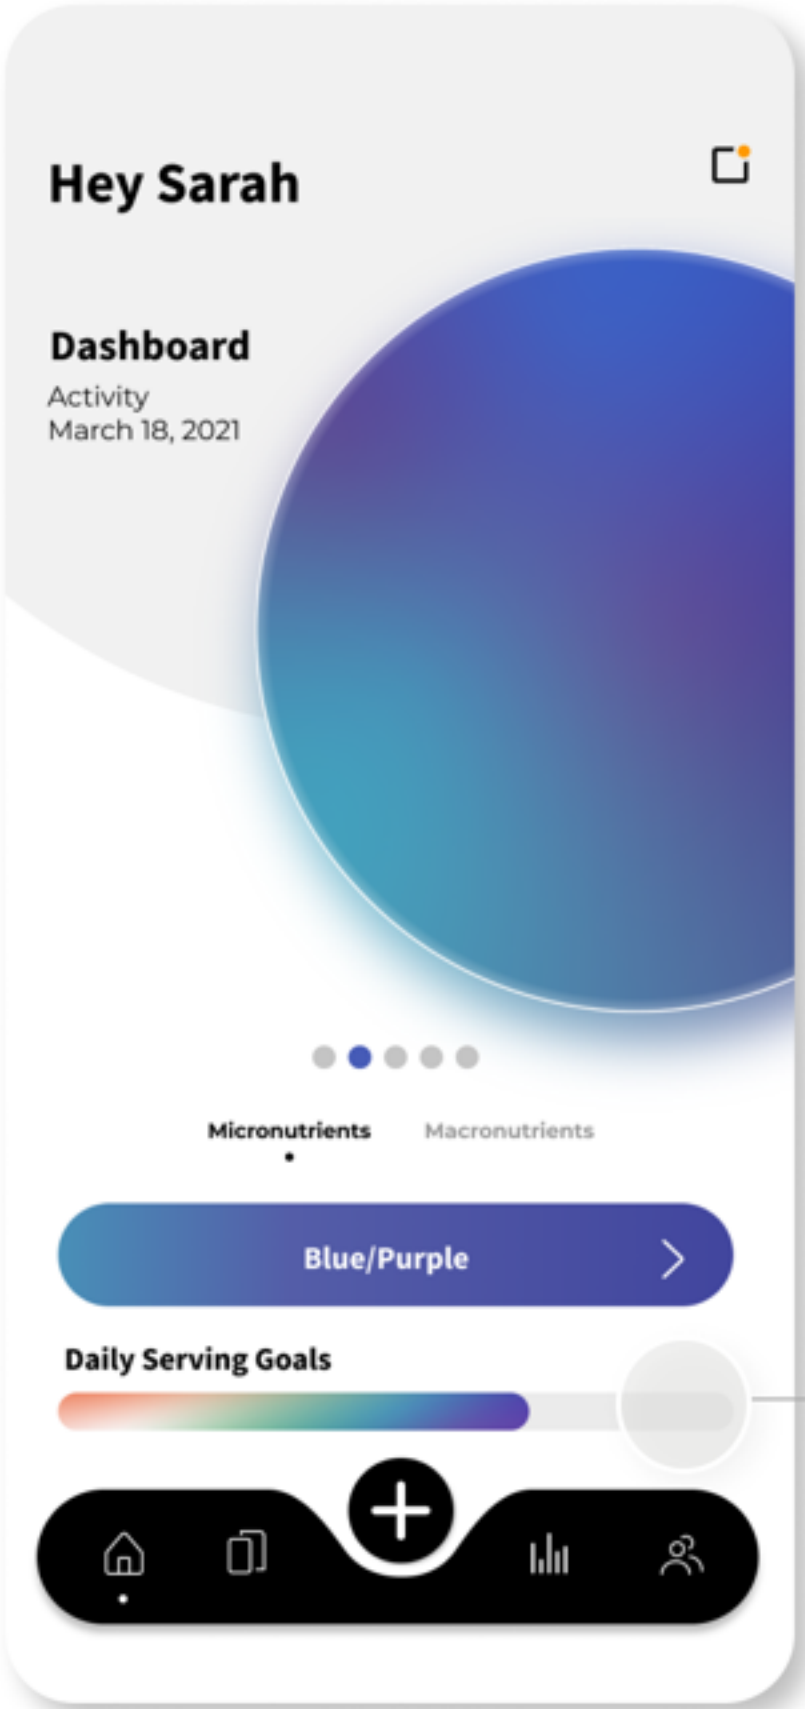 Hey Sarah
Dashboard
Activity
March 18, 2021
Micronutrients
Macronutrients
Blue/Purple
Daily Serving Goals